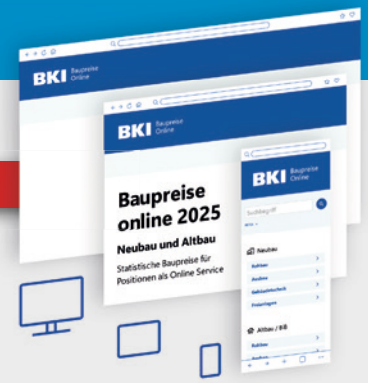 BKI Baupreise
Online
BKI Baupreise
Online
BKI Baupreise
Online
Baupreise
online 2025
Neubau und Altbau
Statistische Baupreise für
Positionen als Online Service
Suchbegriff
Neubau
Rohbau
Ausbau
Gebäudetechnik
Freianlagen
Altbau / BiB
Rohbau